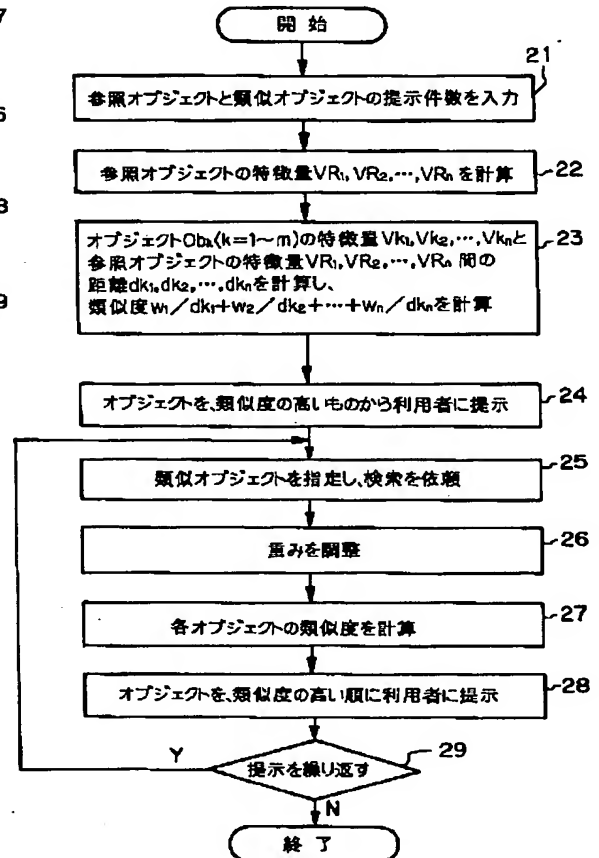 開始
21
参照オブジェクトと類似オブジェクトの提示件数を入力
参照オブジェクトの特徴量VR₁,VR₂,…,VRₙを計算
22
オブジェクトObₖ(k=1~m)の特徴量Vk₁,Vk₂,…,Vkₙと
参照オブジェクトの特徴量VR₁,VR₂,…,VRₙ間の
距離dk₁,dk₂,…,dkₙを計算し、
類似度w₁/dk₁+w₂/dk₂+…+wₙ/dkₙを計算
23
オブジェクトを、類似度の高いものから利用者に提示
24
類似オブジェクトを指定し、検索を依頼
25
重みを調整
26
各オブジェクトの類似度を計算
27
オブジェクトを、類似度の高い順に利用者に提示
28
Y
提示を繰り返す
29
N
終了